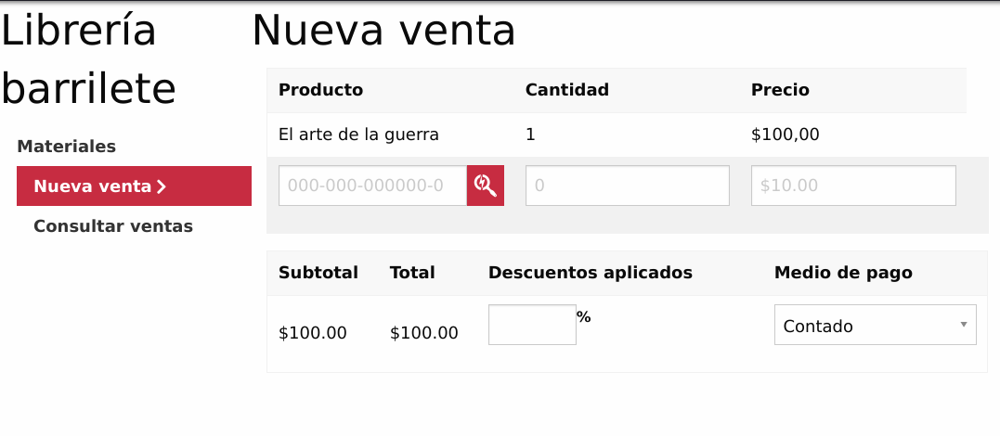 Librería
barrilete
Materiales
Nueva venta
Consultar ventas
Nueva venta
Producto Cantidad Precio
El arte de la guerra 1 $100,00
000-000-000000-0 0 $10.00
Subtotal Total Descuentos aplicados Medio de pago
$100.00 $100.00 % Contado